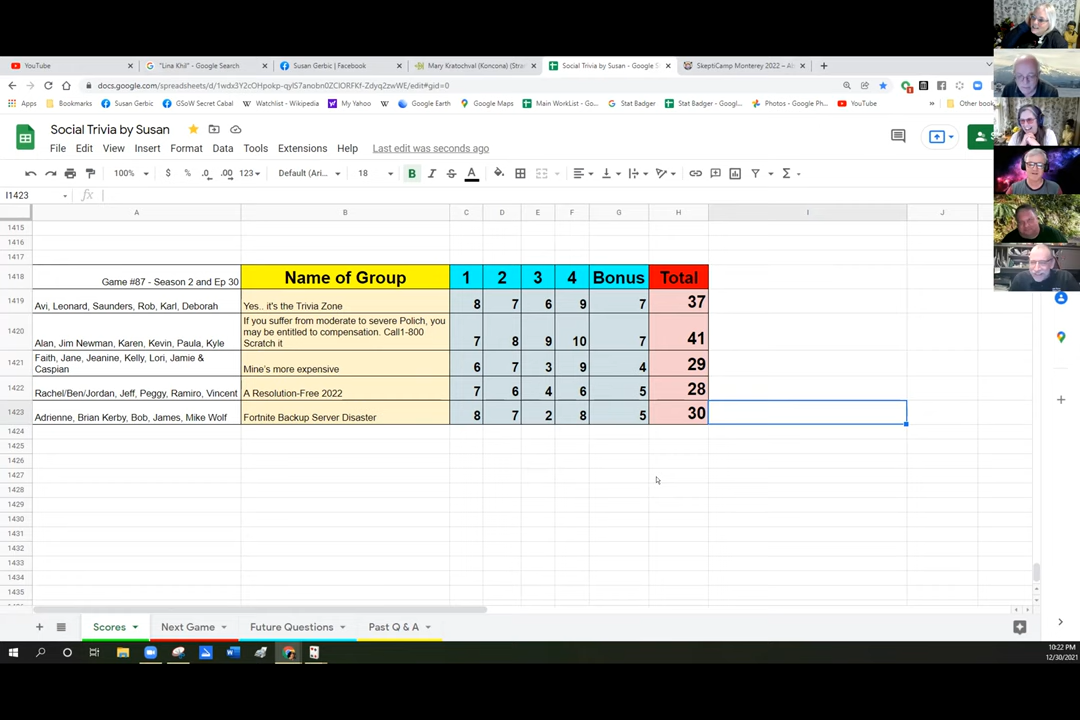 YouTube
"Lina Khil" - Google Search
Susan Gerbic | Facebook
Mary Kratochval (Koncona) (Stra
Social Trivia by Susan - Google S
SkeptiCamp Monterey 2022 – A
docs.google.com/spreadsheets/d/
/edit#gid=0
Apps
Bookmarks
Susan Gerbic
GSoW Secret Cabal
Watchlist - Wikipedia
My Yahoo
Google Earth
Google Maps
Main WorkList - Go...
Stat Badger
Stat Badger - Googl...
Photos - Google Ph...
YouTube
»
Other book
Social Trivia by Susan
File Edit View Insert Format Data Tools Extensions Help Last edit was seconds ago
100% $ % .0 .00 123 Default (Ari... 18 B I S A
I1423 fx
A B C D E F G H I J
1415
1416
1417
1418 Game #87 - Season 2 and Ep 30 Name of Group 1 2 3 4 Bonus Total
1419 Avi, Leonard, Saunders, Rob, Karl, Deborah Yes.. it's the Trivia Zone 8 7 6 9 7 37
If you suffer from moderate to severe Polich, you
may be entitled to compensation. Call1-800
1420 Alan, Jim Newman, Karen, Kevin, Paula, Kyle Scratch it 7 8 9 10 7 41
Faith, Jane, Jeanine, Kelly, Lori, Jamie &
1421 Caspian Mine's more expensive 6 7 3 9 4 29
1422 Rachel/Ben/Jordan, Jeff, Peggy, Ramiro, Vincent A Resolution-Free 2022 7 6 4 6 5 28
1423 Adrienne, Brian Kerby, Bob, James, Mike Wolf Fortnite Backup Server Disaster 8 7 2 8 5 30
1424
1425
1426
1427
1428
1429
1430
1431
1432
1433
1434
1435
Scores Next Game Future Questions Past Q & A
10:22 PM
12/30/2021